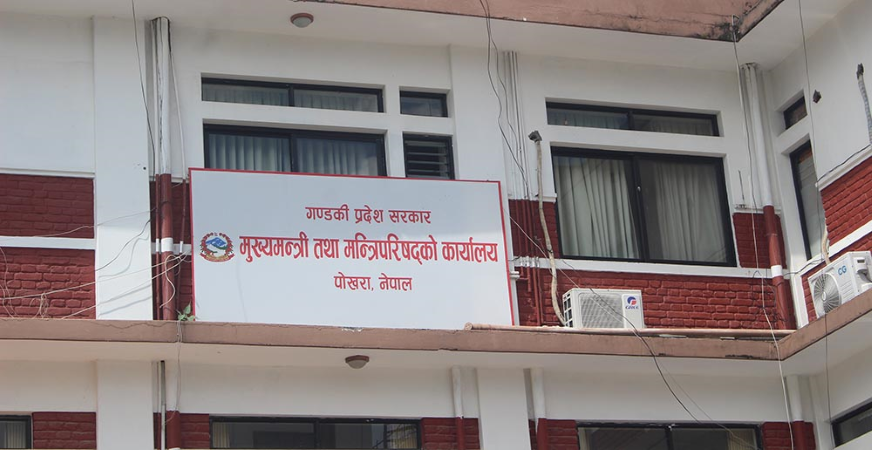 गण्डकी प्रदेश सरकार
मुख्यमन्त्री तथा मन्त्रिपरिषद्को कार्यालय
पोखरा, नेपाल